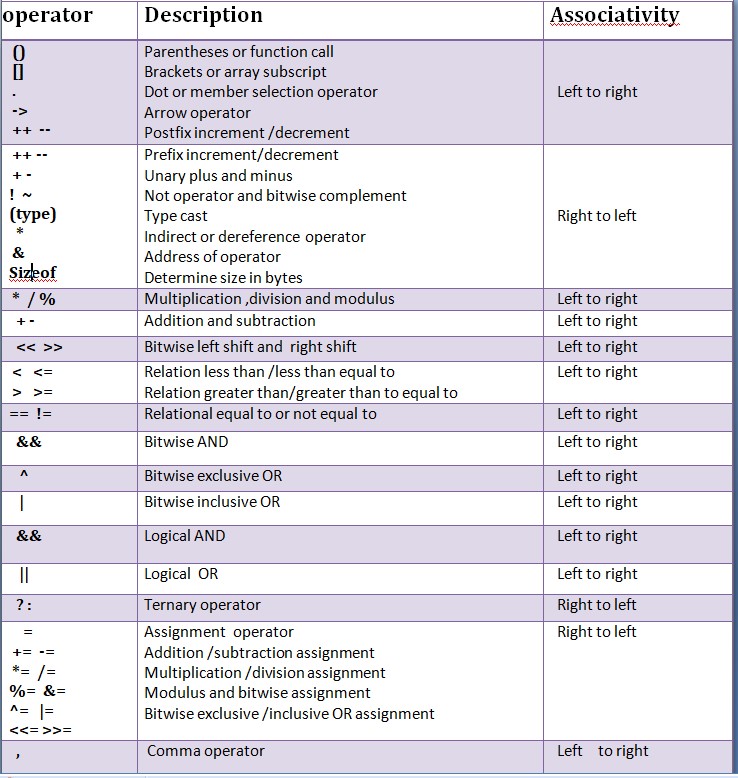 operator Description Associativity
() Parentheses or function call
[] Brackets or array subscript
. Dot or member selection operator Left to right
-> Arrow operator
++ -- Postfix increment /decrement
++ -- Prefix increment/decrement
+ - Unary plus and minus
! ~ Not operator and bitwise complement
(type) Type cast Right to left
* Indirect or dereference operator
& Address of operator
Sizeof Determine size in bytes
* / % Multiplication ,division and modulus Left to right
+ - Addition and subtraction Left to right
<< >> Bitwise left shift and right shift Left to right
< <= Relation less than /less than equal to Left to right
> >= Relation greater than/greater than to equal to
== != Relational equal to or not equal to Left to right
&& Bitwise AND Left to right
^ Bitwise exclusive OR Left to right
| Bitwise inclusive OR Left to right
&& Logical AND Left to right
|| Logical OR Left to right
? : Ternary operator Right to left
= Assignment operator Right to left
+= -= Addition /subtraction assignment
*= /= Multiplication /division assignment
%= &= Modulus and bitwise assignment
^= |= Bitwise exclusive /inclusive OR assignment
<<= >>=
, Comma operator Left to right